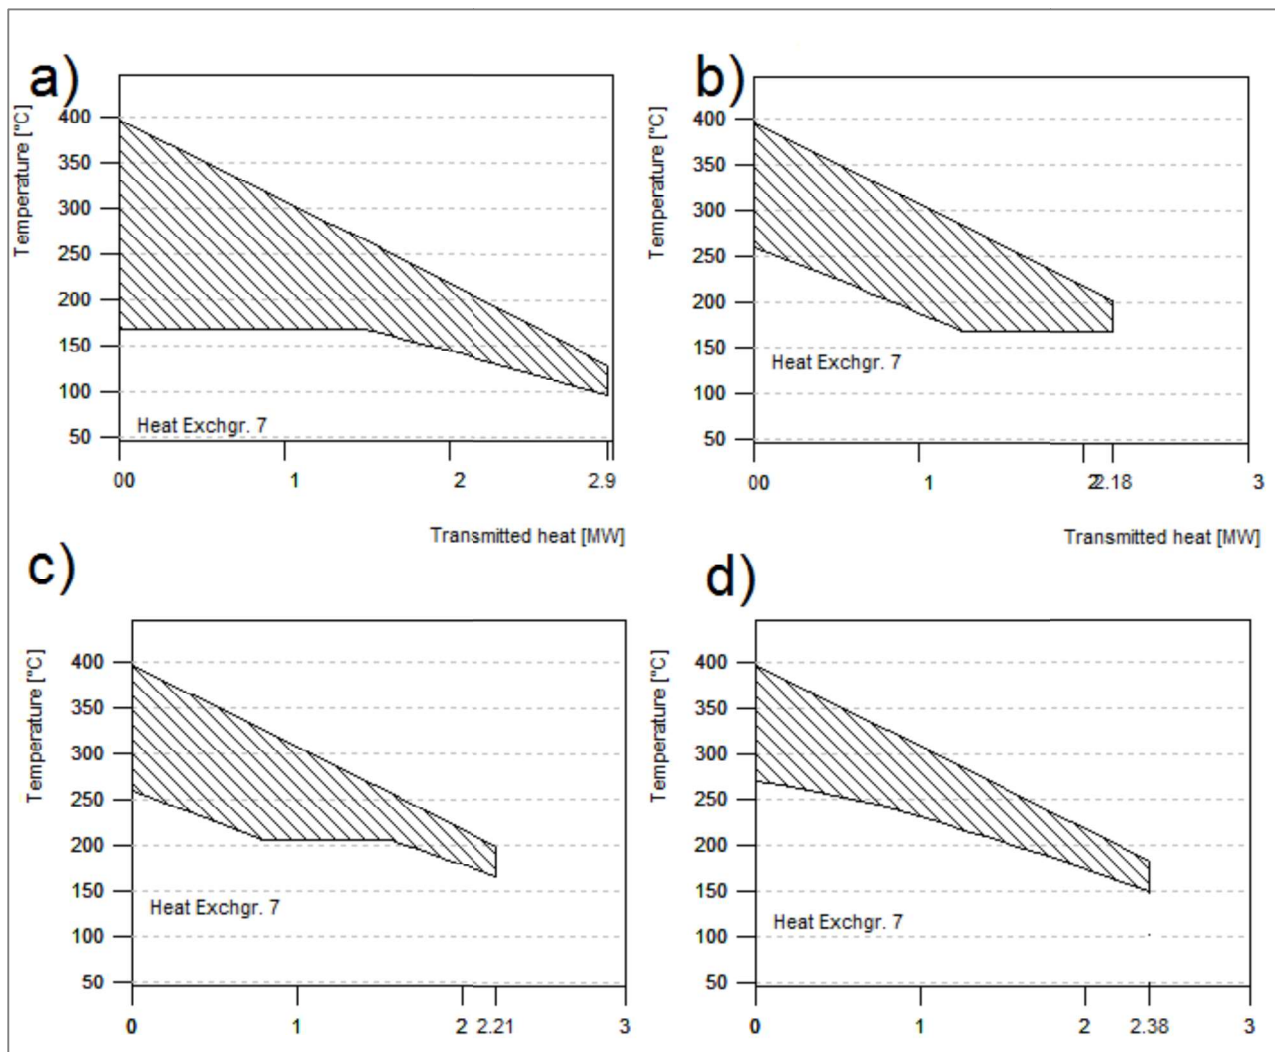 a)
Temperature [°C]
400
350
300
250
200
150
100
50
Heat Exchgr. 7
00 1 2 2.9
Transmitted heat [MW]
b)
Temperature [°C]
400
350
300
250
200
150
100
50
Heat Exchgr. 7
00 1 2 2.18 3
Transmitted heat [MW]
c)
Temperature [°C]
400
350
300
250
200
150
100
50
Heat Exchgr. 7
0 1 2 2.21 3
d)
Temperature [°C]
400
350
300
250
200
150
100
50
Heat Exchgr. 7
0 1 2 2.38 3